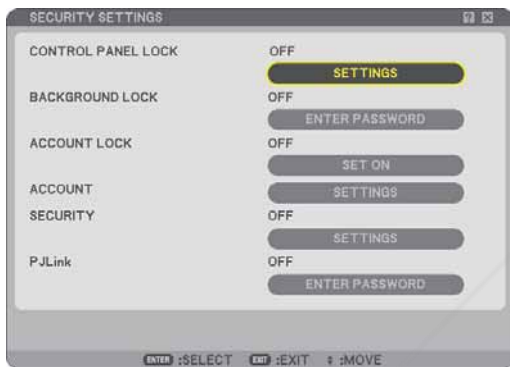 SECURITY SETTINGS
CONTROL PANEL LOCK OFF
SETTINGS
BACKGROUND LOCK OFF
ENTER PASSWORD
ACCOUNT LOCK OFF
SET ON
ACCOUNT SETTINGS
SECURITY OFF
SETTINGS
PJLink OFF
ENTER PASSWORD
ENTER :SELECT EXIT :EXIT :MOVE